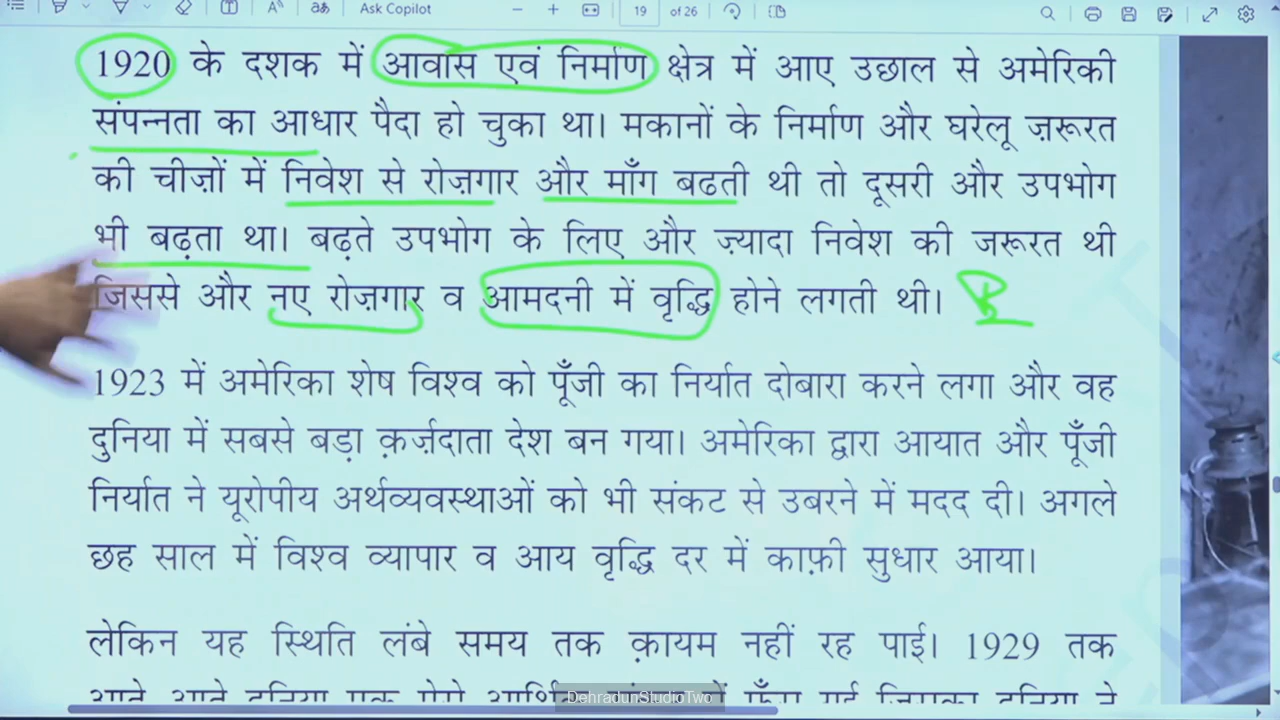 Ask Copilot
19 of 26
1920 के दशक में आवास एवं निर्माण क्षेत्र में आए उछाल से अमेरिकी
संपन्नता का आधार पैदा हो चुका था। मकानों के निर्माण और घरेलू ज़रूरत
की चीज़ों में निवेश से रोज़गार और माँग बढती थी तो दूसरी और उपभोग
भी बढ़ता था। बढ़ते उपभोग के लिए और ज़्यादा निवेश की जरूरत थी
जिससे और नए रोज़गार व आमदनी में वृद्धि होने लगती थी।
1923 में अमेरिका शेष विश्व को पूँजी का निर्यात दोबारा करने लगा और वह
दुनिया में सबसे बड़ा क़र्ज़दाता देश बन गया। अमेरिका द्वारा आयात और पूँजी
निर्यात ने यूरोपीय अर्थव्यवस्थाओं को भी संकट से उबरने में मदद दी। अगले
छह साल में विश्व व्यापार व आय वृद्धि दर में काफ़ी सुधार आया।
लेकिन यह स्थिति लंबे समय तक क़ायम नहीं रह पाई। 1929 तक
DehradunStudioTwo